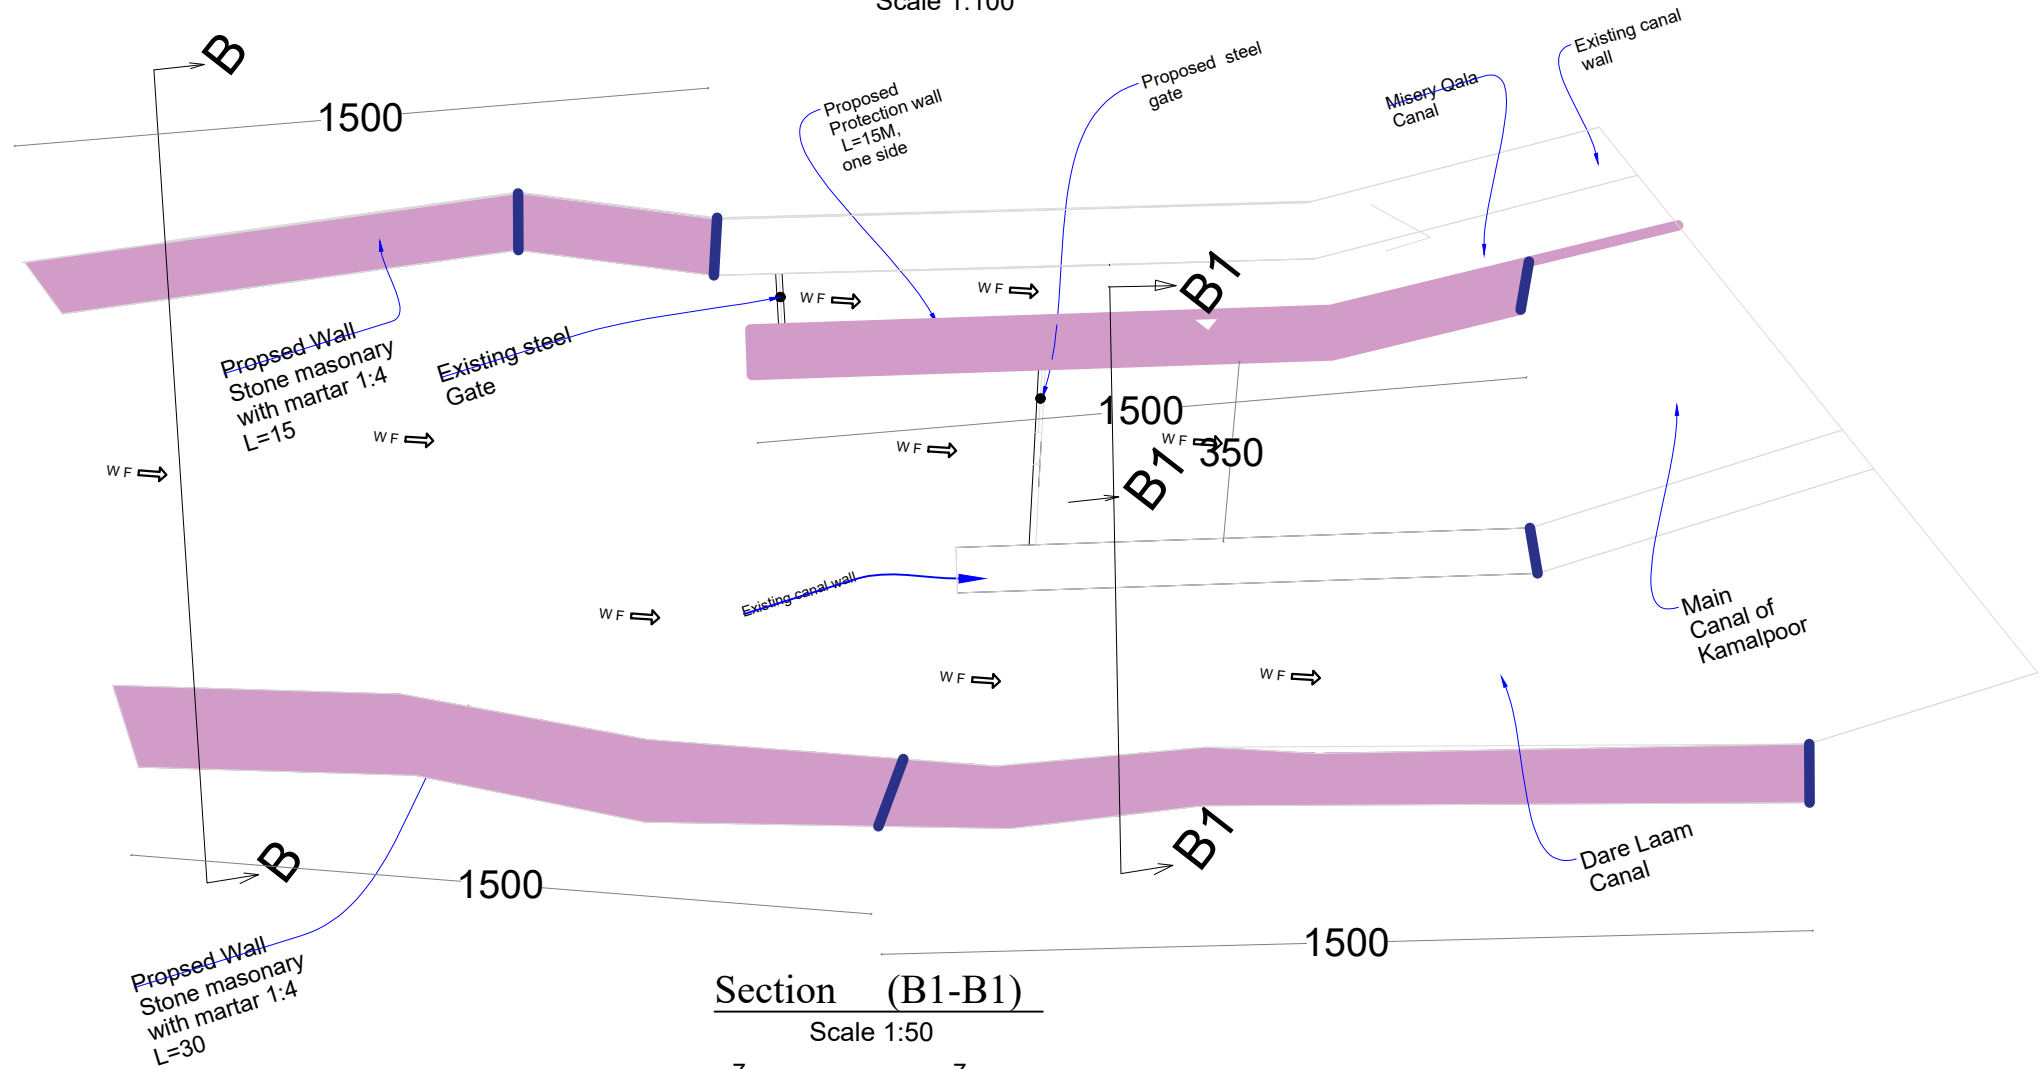 Scale 1:100
B
1500
Proposed
Protection wall
L=15M,
one side
Proposed steel
gate
Misery Qala
Canal
Existing canal
wall
B1
W F
W F
Propsed Wall
Stone masonary
with martar 1:4
L=15
Existing steel
Gate
1500
W F
W F
W F
350
W F
B1
Existing canal wall
W F
Main
Canal of
Kamalpoor
W F
W F
B
1500
B1
Dare Laam
Canal
1500
Propsed Wall
Stone masonary
with martar 1:4
L=30
Section (B1-B1)
Scale 1:50